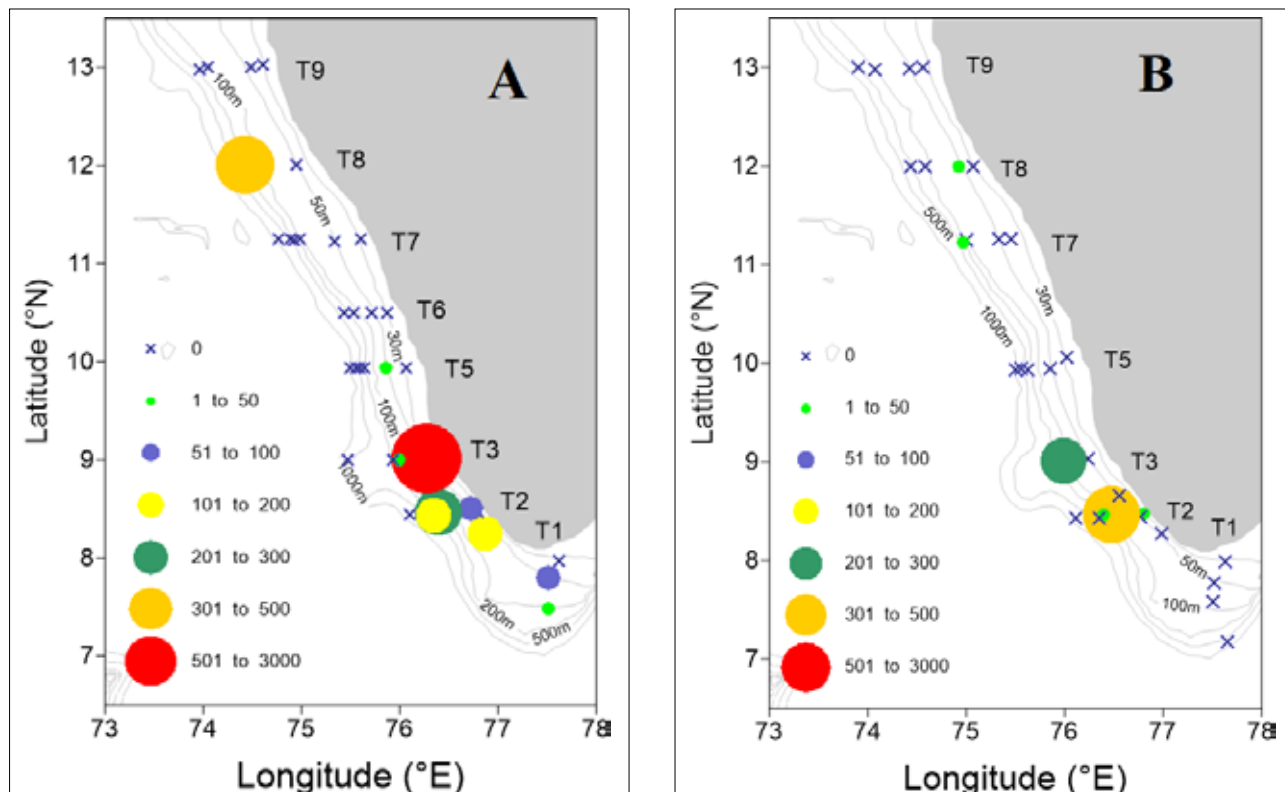 A
13
12
11
10
9
8
7
Latitude (°N)
T9
T8
T7
T6
T5
T3
T2
T1
100m
50m
30m
100m
1000m
200m
500m
0
1 to 50
51 to 100
101 to 200
201 to 300
301 to 500
501 to 3000
73
74
75
76
77
78
Longitude (°E)
B
13
12
11
10
9
8
7
Latitude (°N)
T9
T8
T7
T5
T3
T2
T1
500m
30m
1000m
50m
100m
0
1 to 50
51 to 100
101 to 200
201 to 300
301 to 500
501 to 3000
73
74
75
76
77
78
Longitude (°E)